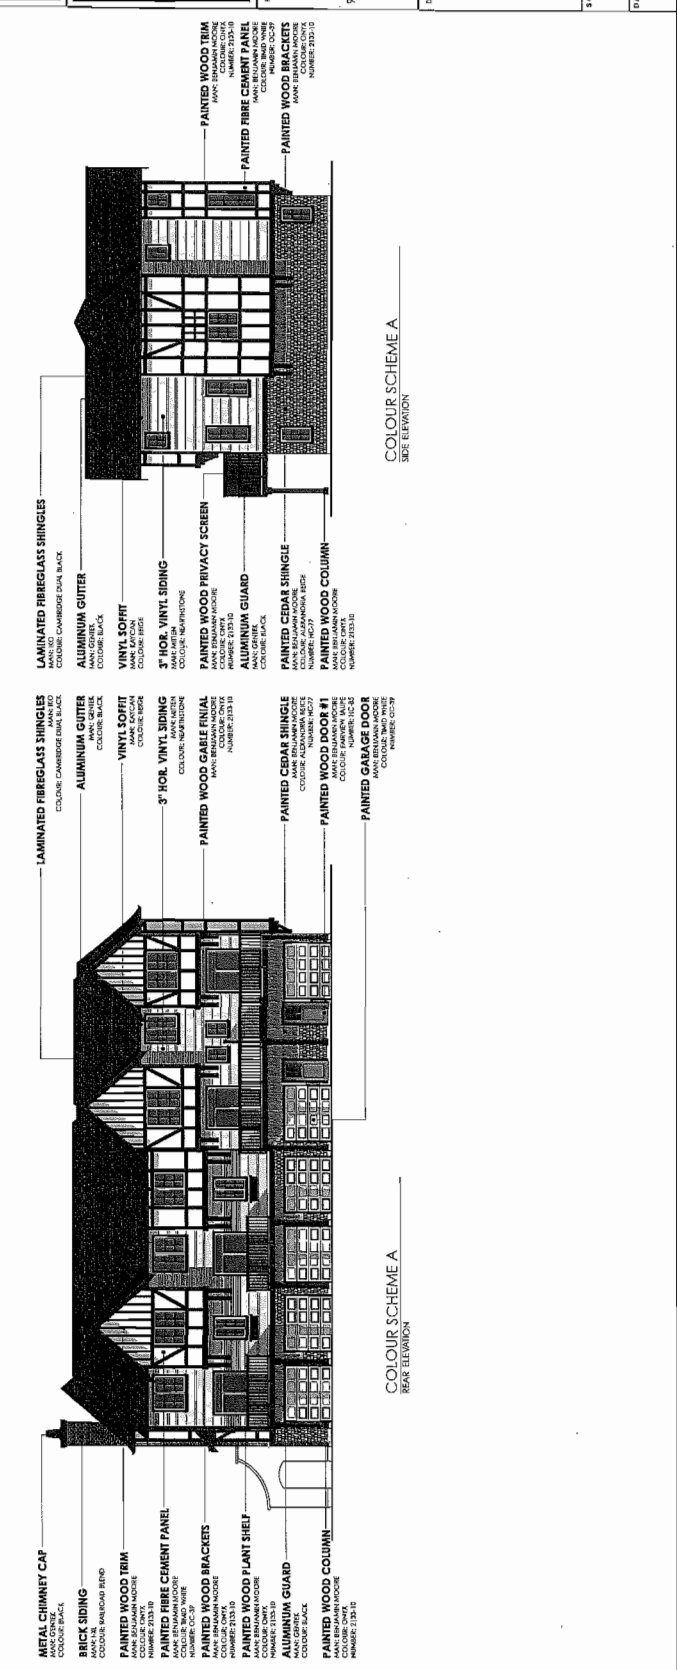 METAL CHIMNEY CAP
MAN: GENTEK
COLOUR: BLACK
BRICK SIDING
MAN: I-XL
COLOUR: RAILROAD BLEND
PAINTED WOOD TRIM
MAN: BENJAMIN MOORE
COLOUR: ONYX
NUMBER: 2133-10
PAINTED FIBRE CEMENT PANEL
MAN: BENJAMIN MOORE
COLOUR: TIMID WHITE
NUMBER: OC-39
PAINTED WOOD BRACKETS
MAN: BENJAMIN MOORE
COLOUR: ONYX
NUMBER: 2133-10
PAINTED WOOD PLANT SHELF
MAN: BENJAMIN MOORE
COLOUR: ONYX
NUMBER: 2133-10
ALUMINUM GUARD
MAN: GENTEK
COLOUR: BLACK
PAINTED WOOD COLUMN
MAN: BENJAMIN MOORE
COLOUR: ONYX
NUMBER: 2133-10
LAMINATED FIBREGLASS SHINGLES
MAN: IKO
COLOUR: CAMBRIDGE DUAL BLACK
ALUMINUM GUTTER
MAN: GENTEK
COLOUR: BLACK
VINYL SOFFIT
MAN: KAYCAN
COLOUR: BEIGE
3" HOR. VINYL SIDING
MAN: MITEN
COLOUR: HEARTHSTONE
PAINTED WOOD GABLE FINIAL
MAN: BENJAMIN MOORE
COLOUR: ONYX
NUMBER: 2133-10
PAINTED CEDAR SHINGLE
MAN: BENJAMIN MOORE
COLOUR: ALEXANDRIA BEIGE
NUMBER: HC-77
PAINTED WOOD DOOR #1
MAN: BENJAMIN MOORE
COLOUR: FAIRVIEW TAUPE
NUMBER: HC-85
PAINTED GARAGE DOOR
MAN: BENJAMIN MOORE
COLOUR: TIMID WHITE
NUMBER: OC-39
COLOUR SCHEME A
REAR ELEVATION
LAMINATED FIBREGLASS SHINGLES
MAN: IKO
COLOUR: CAMBRIDGE DUAL BLACK
ALUMINUM GUTTER
MAN: GENTEK
COLOUR: BLACK
VINYL SOFFIT
MAN: KAYCAN
COLOUR: BEIGE
3" HOR. VINYL SIDING
MAN: MITEN
COLOUR: HEARTHSTONE
PAINTED WOOD PRIVACY SCREEN
MAN: BENJAMIN MOORE
COLOUR: ONYX
NUMBER: 2133-10
ALUMINUM GUARD
MAN: GENTEK
COLOUR: BLACK
PAINTED CEDAR SHINGLE
MAN: BENJAMIN MOORE
COLOUR: ALEXANDRIA BEIGE
NUMBER: HC-77
PAINTED WOOD COLUMN
MAN: BENJAMIN MOORE
COLOUR: ONYX
NUMBER: 2133-10
PAINTED WOOD TRIM
MAN: BENJAMIN MOORE
COLOUR: ONYX
NUMBER: 2133-10
PAINTED FIBRE CEMENT PANEL
MAN: BENJAMIN MOORE
COLOUR: TIMID WHITE
NUMBER: OC-39
PAINTED WOOD BRACKETS
MAN: BENJAMIN MOORE
COLOUR: ONYX
NUMBER: 2133-10
COLOUR SCHEME A
SIDE ELEVATION